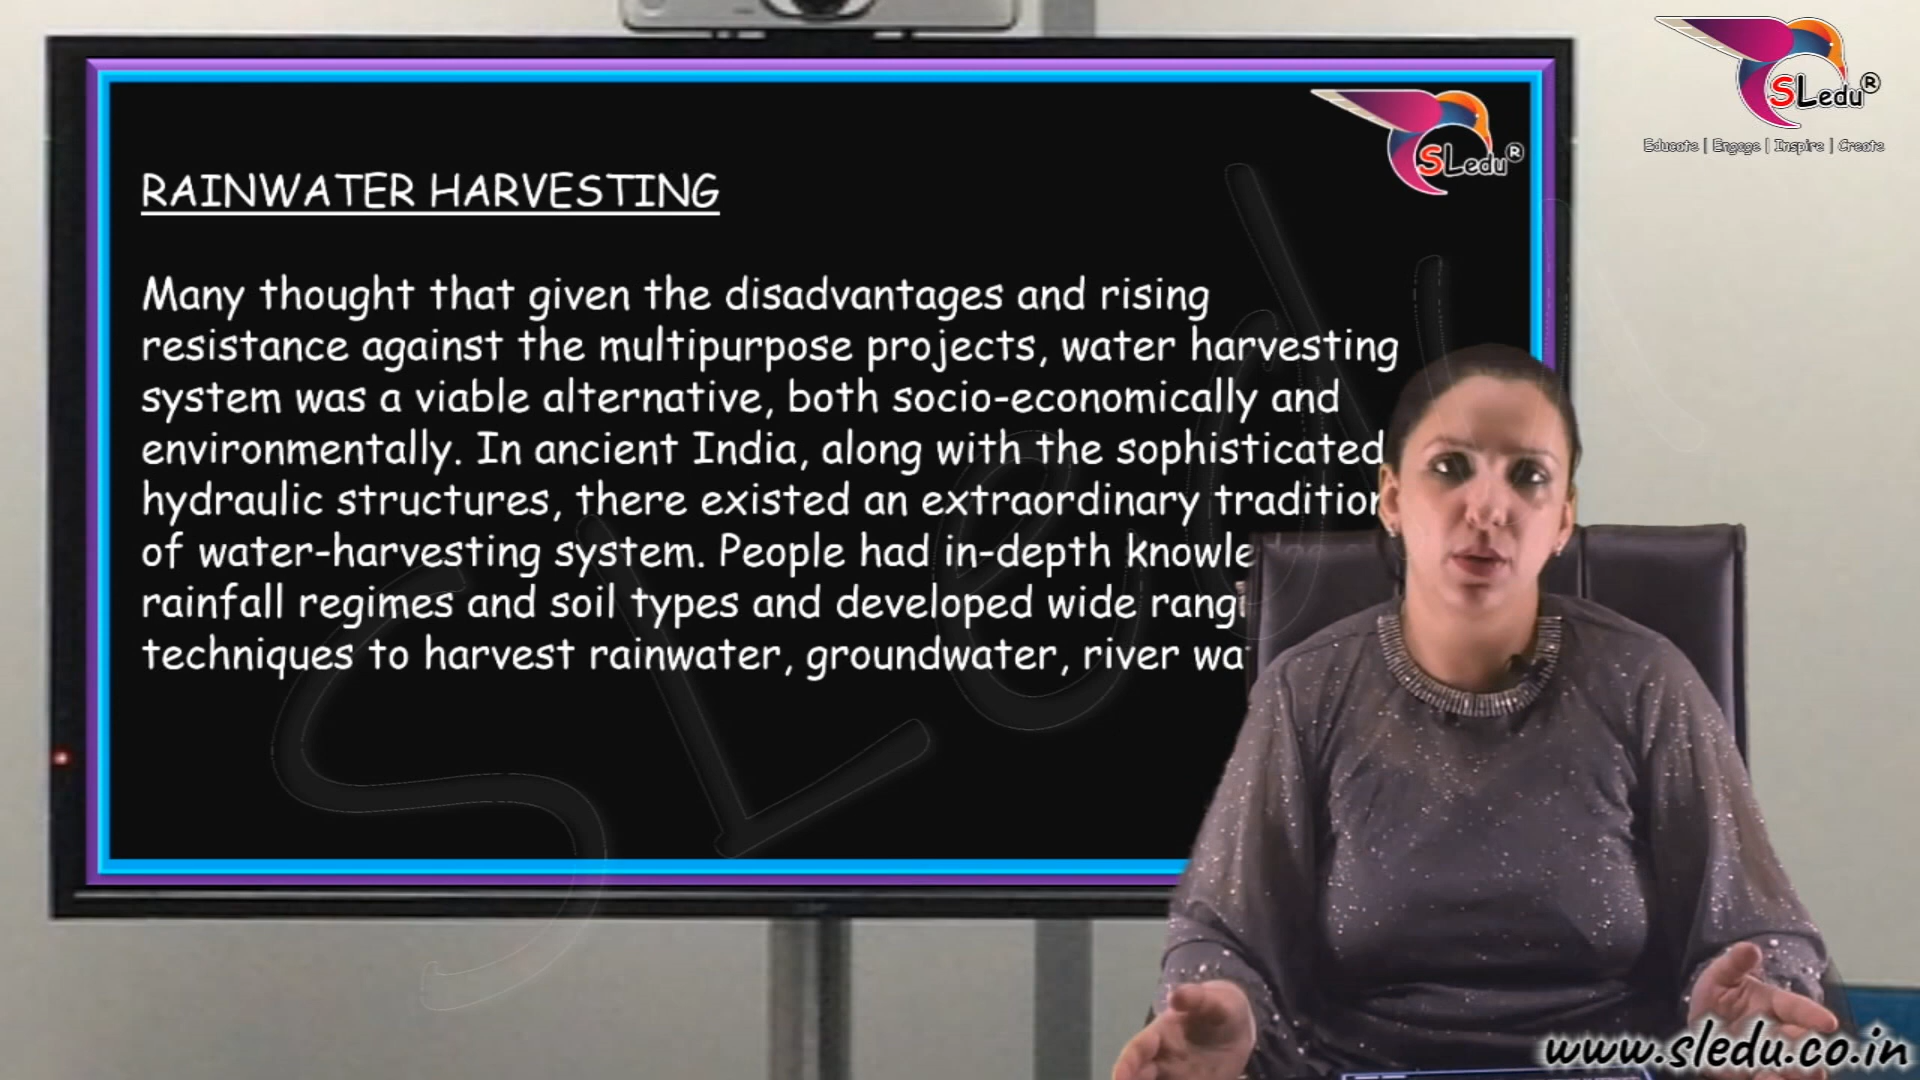 SLedu®
Educate | Engage | Inspire | Create
SLedu®
RAINWATER HARVESTING
Many thought that given the disadvantages and rising
resistance against the multipurpose projects, water harvesting
system was a viable alternative, both socio-economically and
environmentally. In ancient India, along with the sophisticated
hydraulic structures, there existed an extraordinary tradition
of water-harvesting system. People had in-depth
rainfall regimes and soil types and developed wide
techniques to harvest rainwater, groundwater, river
SLedu
www.sledu.co.in